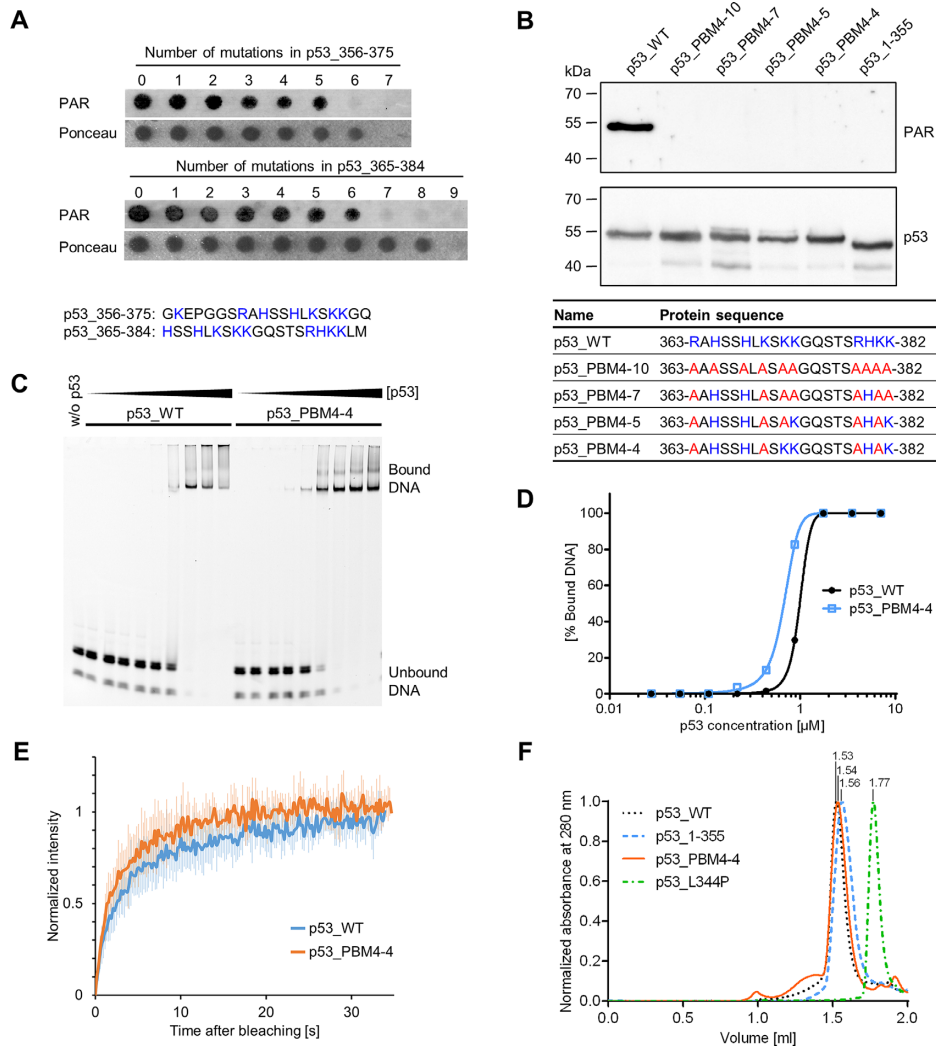 A
Number of mutations in p53_356-375
0 1 2 3 4 5 6 7
PAR
Ponceau
Number of mutations in p53_365-384
0 1 2 3 4 5 6 7 8 9
PAR
Ponceau
p53_356-375: GKEPGGSRAHSSHLKSKKGQ
p53_365-384: HSSHLKSKKGQSTSRHKKLM
B
p53_WT p53_PBM4-10 p53_PBM4-7 p53_PBM4-5 p53_PBM4-4 p53_1-355
kDa
70
55
40
PAR
70
55
40
p53
Name Protein sequence
p53_WT 363-RAHSSHLKSKKGQSTSRHKK-382
p53_PBM4-10 363-AAASSALASAAGQSTSAAAA-382
p53_PBM4-7 363-AAHSSHLASAAGQSTSAHAA-382
p53_PBM4-5 363-AAHSSHLASAKGQSTSAHAK-382
p53_PBM4-4 363-AAHSSHLASKKGQSTSAHAK-382
C
w/o p53
[p53]
p53_WT p53_PBM4-4
Bound
DNA
Unbound
DNA
D
[% Bound DNA]
100
80
60
40
20
0
0.01 0.1 1 10
p53 concentration [µM]
p53_WT
p53_PBM4-4
E
Normalized intensity
1
0.5
0
0 10 20 30
Time after bleaching [s]
p53_WT
p53_PBM4-4
F
1.53
1.54
1.56
1.77
Normalized absorbance at 280 nm
1.0
0.8
0.6
0.4
0.2
0.0
0.0 0.5 1.0 1.5 2.0
Volume [ml]
p53_WT
p53_1-355
p53_PBM4-4
p53_L344P